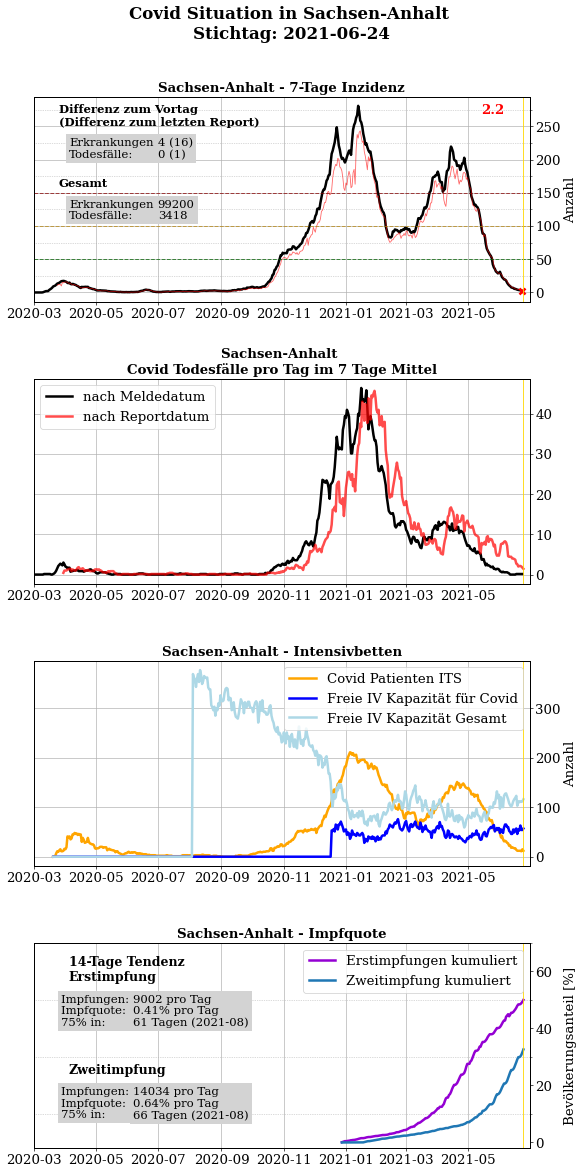 Covid Situation in Sachsen-Anhalt
Stichtag: 2021-06-24
Sachsen-Anhalt - 7-Tage Inzidenz
Differenz zum Vortag
(Differenz zum letzten Report)
Erkrankungen 4 (16)
Todesfälle: 0 (1)
Gesamt
Erkrankungen 99200
Todesfälle: 3418
2.2
250
200
150
100
50
0
Anzahl
2020-03 2020-05 2020-07 2020-09 2020-11 2021-01 2021-03 2021-05
Sachsen-Anhalt
Covid Todesfälle pro Tag im 7 Tage Mittel
nach Meldedatum
nach Reportdatum
40
30
20
10
0
2020-03 2020-05 2020-07 2020-09 2020-11 2021-01 2021-03 2021-05
Sachsen-Anhalt - Intensivbetten
Covid Patienten ITS
Freie IV Kapazität für Covid
Freie IV Kapazität Gesamt
300
200
100
0
Anzahl
2020-03 2020-05 2020-07 2020-09 2020-11 2021-01 2021-03 2021-05
Sachsen-Anhalt - Impfquote
14-Tage Tendenz
Erstimpfung
Impfungen: 9002 pro Tag
Impfquote: 0.41% pro Tag
75% in: 61 Tagen (2021-08)
Zweitimpfung
Impfungen: 14034 pro Tag
Impfquote: 0.64% pro Tag
75% in: 66 Tagen (2021-08)
Erstimpfungen kumuliert
Zweitimpfung kumuliert
60
40
20
0
Bevölkerungsanteil [%]
2020-03 2020-05 2020-07 2020-09 2020-11 2021-01 2021-03 2021-05